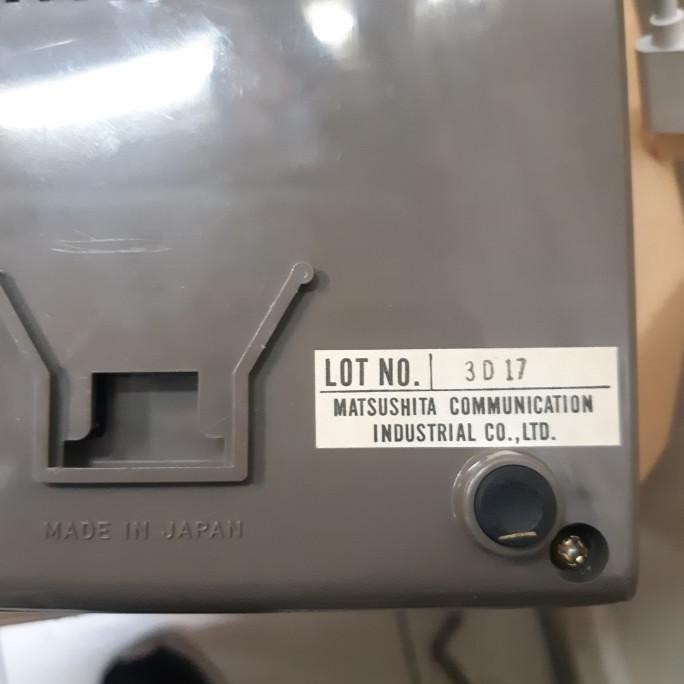 LOT NO. 3D17
MATSUSHITA COMMUNICATION
INDUSTRIAL CO.,LTD.
MADE IN JAPAN